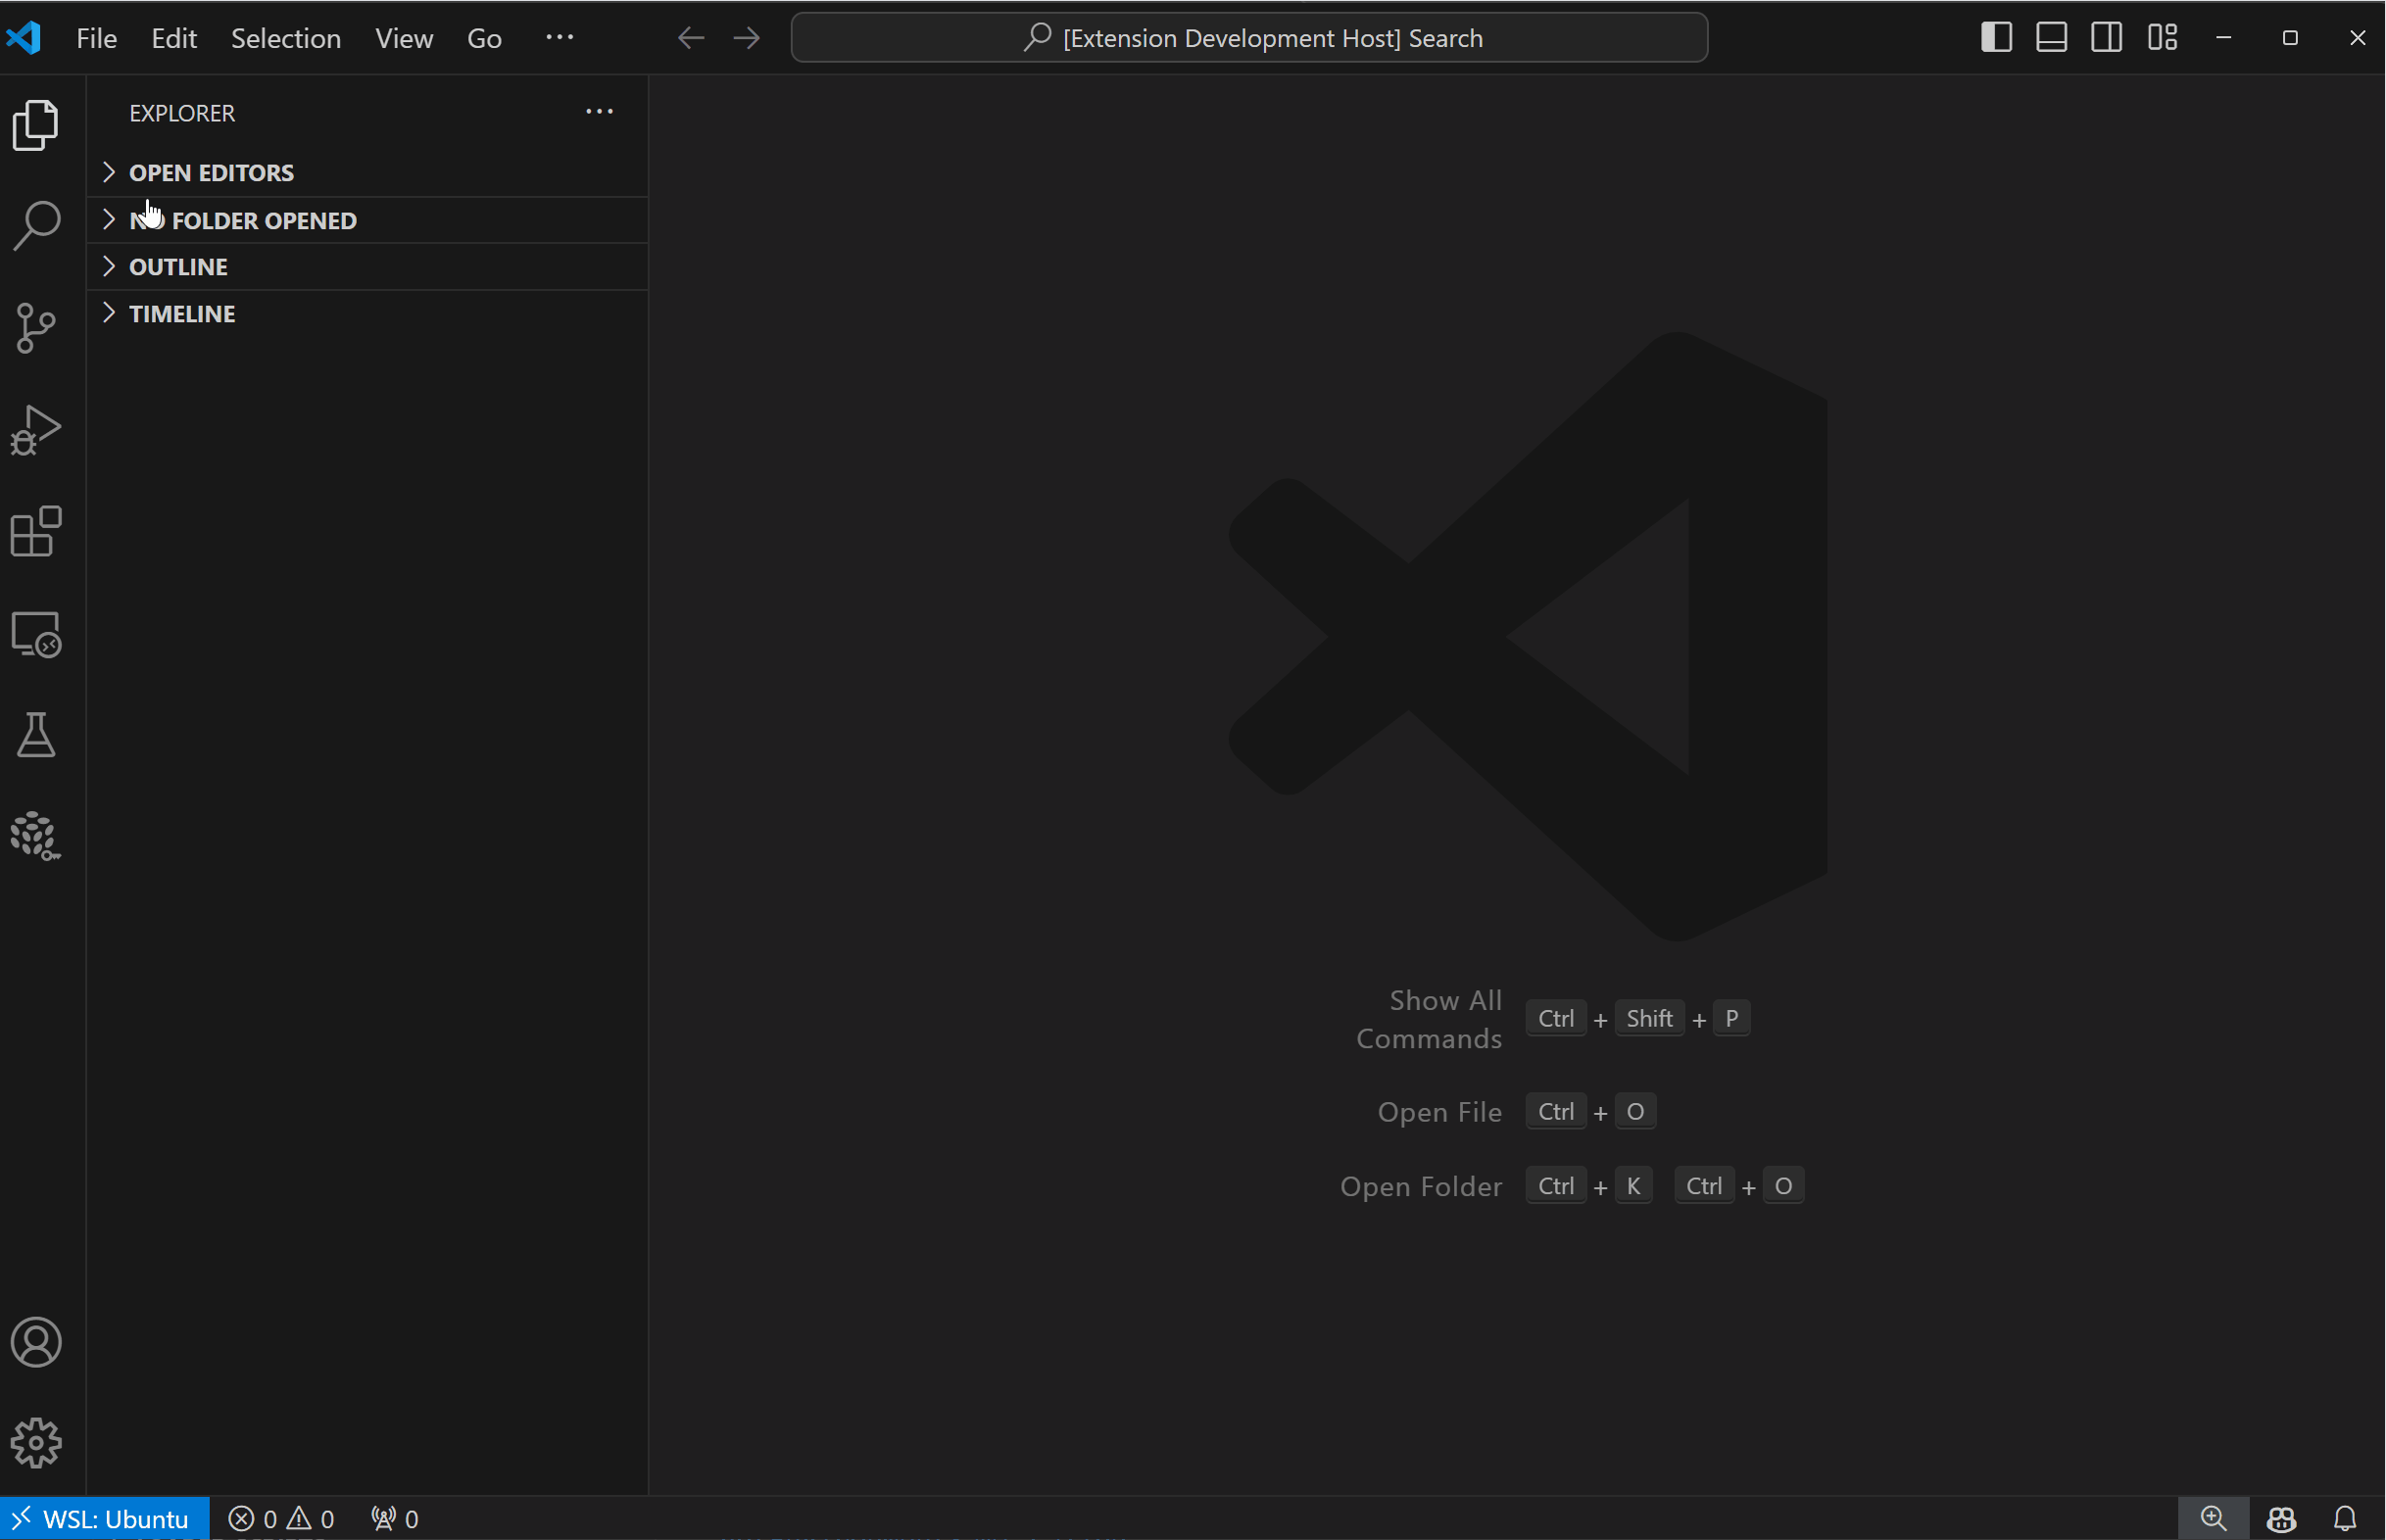 File Edit Selection View Go ···
[Extension Development Host] Search
EXPLORER
OPEN EDITORS
NO FOLDER OPENED
OUTLINE
TIMELINE
Show All
Commands
Ctrl + Shift + P
Open File Ctrl + O
Open Folder Ctrl + K Ctrl + O
WSL: Ubuntu 0 0 0